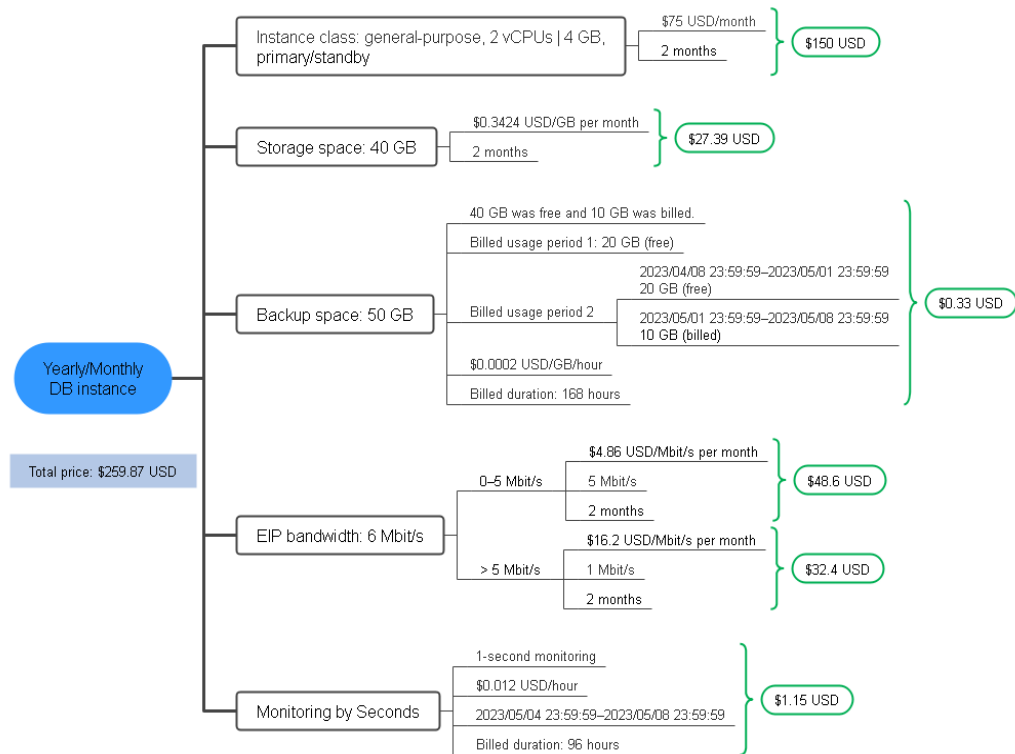 Yearly/Monthly
DB instance
Total price: $259.87 USD
Instance class: general-purpose, 2 vCPUs | 4 GB,
primary/standby
$75 USD/month
2 months
$150 USD
Storage space: 40 GB
$0.3424 USD/GB per month
2 months
$27.39 USD
Backup space: 50 GB
40 GB was free and 10 GB was billed.
Billed usage period 1: 20 GB (free)
Billed usage period 2
2023/04/08 23:59:59–2023/05/01 23:59:59
20 GB (free)
2023/05/01 23:59:59–2023/05/08 23:59:59
10 GB (billed)
$0.0002 USD/GB/hour
Billed duration: 168 hours
$0.33 USD
EIP bandwidth: 6 Mbit/s
0–5 Mbit/s
$4.86 USD/Mbit/s per month
5 Mbit/s
2 months
$48.6 USD
> 5 Mbit/s
$16.2 USD/Mbit/s per month
1 Mbit/s
2 months
$32.4 USD
Monitoring by Seconds
1-second monitoring
$0.012 USD/hour
2023/05/04 23:59:59–2023/05/08 23:59:59
Billed duration: 96 hours
$1.15 USD